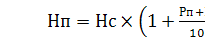 Нп = Нс × (1 + Рп +
10